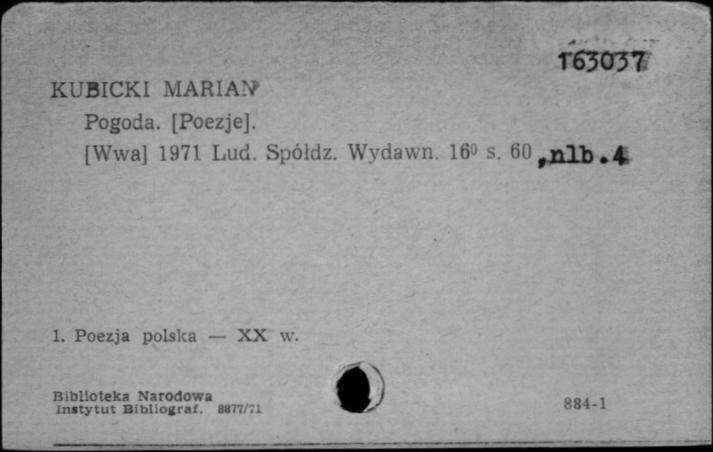 163037
KUBICKI MARIAN
Pogoda. [Poezje].
[Wwa] 1971 Lud. Spółdz. Wydawn. 16⁰ s. 60 ,nlb.4
1. Poezja polska — XX w.
Biblioteka Narodowa
Instytut Bibliograf. 8877/71
884-1